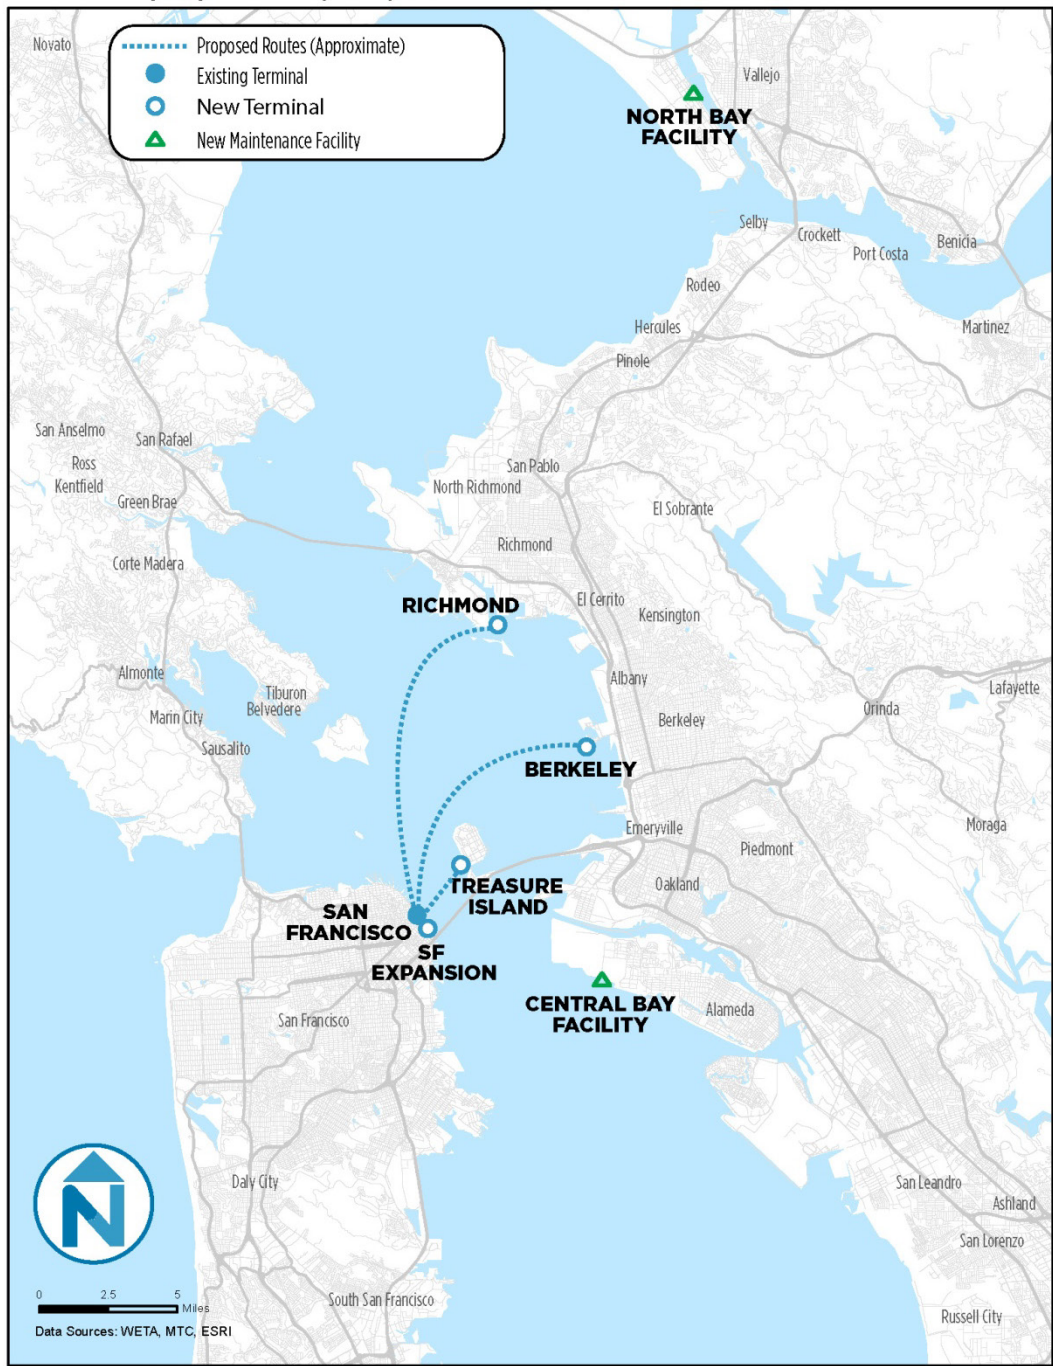 Novato
Proposed Routes (Approximate)
Existing Terminal
New Terminal
New Maintenance Facility
Vallejo
NORTH BAY
FACILITY
Selby
Crockett
Port Costa
Benicia
Rodeo
Hercules
Martinez
Pinole
San Anselmo
San Rafael
Ross
Kentfield
Green Brae
San Pablo
North Richmond
El Sobrante
Richmond
Corte Madera
RICHMOND
El Cerrito
Kensington
Almonte
Albany
Tiburon
Belvedere
Lafayette
Marin City
Orinda
Berkeley
Sausalito
BERKELEY
Emeryville
Moraga
Piedmont
TREASURE
ISLAND
Oakland
SAN
FRANCISCO
SF
EXPANSION
CENTRAL BAY
FACILITY
Alameda
San Francisco
N
Daly City
San Leandro
Ashland
San Lorenzo
0 2.5 5
Miles
South San Francisco
Russell City
Data Sources: WETA, MTC, ESRI